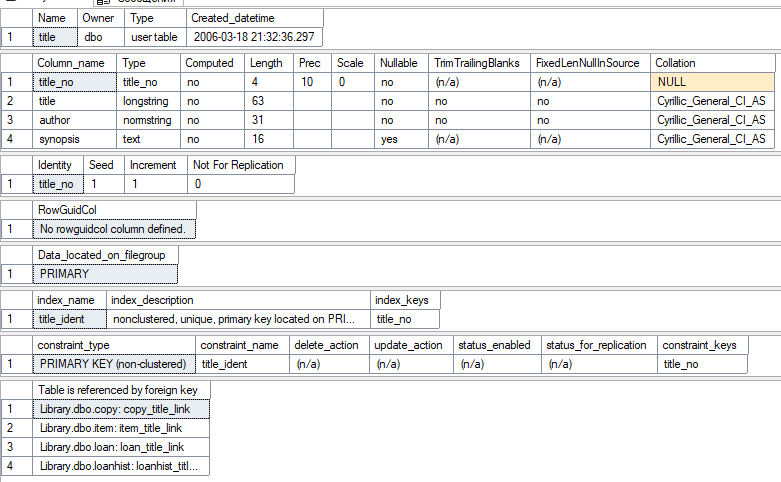 Сообщения
Name Owner Type Created_datetime
1 title dbo user table 2006-03-18 21:32:36.297
Column_name Type Computed Length Prec Scale Nullable TrimTrailingBlanks FixedLenNullInSource Collation
1 title_no title_no no 4 10 0 no (n/a) (n/a) NULL
2 title longstring no 63 no no no Cyrillic_General_CI_AS
3 author normstring no 31 no no no Cyrillic_General_CI_AS
4 synopsis text no 16 yes (n/a) (n/a) Cyrillic_General_CI_AS
Identity Seed Increment Not For Replication
1 title_no 1 1 0
RowGuidCol
1 No rowguidcol column defined.
Data_located_on_filegroup
1 PRIMARY
index_name index_description index_keys
1 title_ident nonclustered, unique, primary key located on PRI... title_no
constraint_type constraint_name delete_action update_action status_enabled status_for_replication constraint_keys
1 PRIMARY KEY (non-clustered) title_ident (n/a) (n/a) (n/a) (n/a) title_no
Table is referenced by foreign key
1 Library.dbo.copy: copy_title_link
2 Library.dbo.item: item_title_link
3 Library.dbo.loan: loan_title_link
4 Library.dbo.loanhist: loanhist_titl...